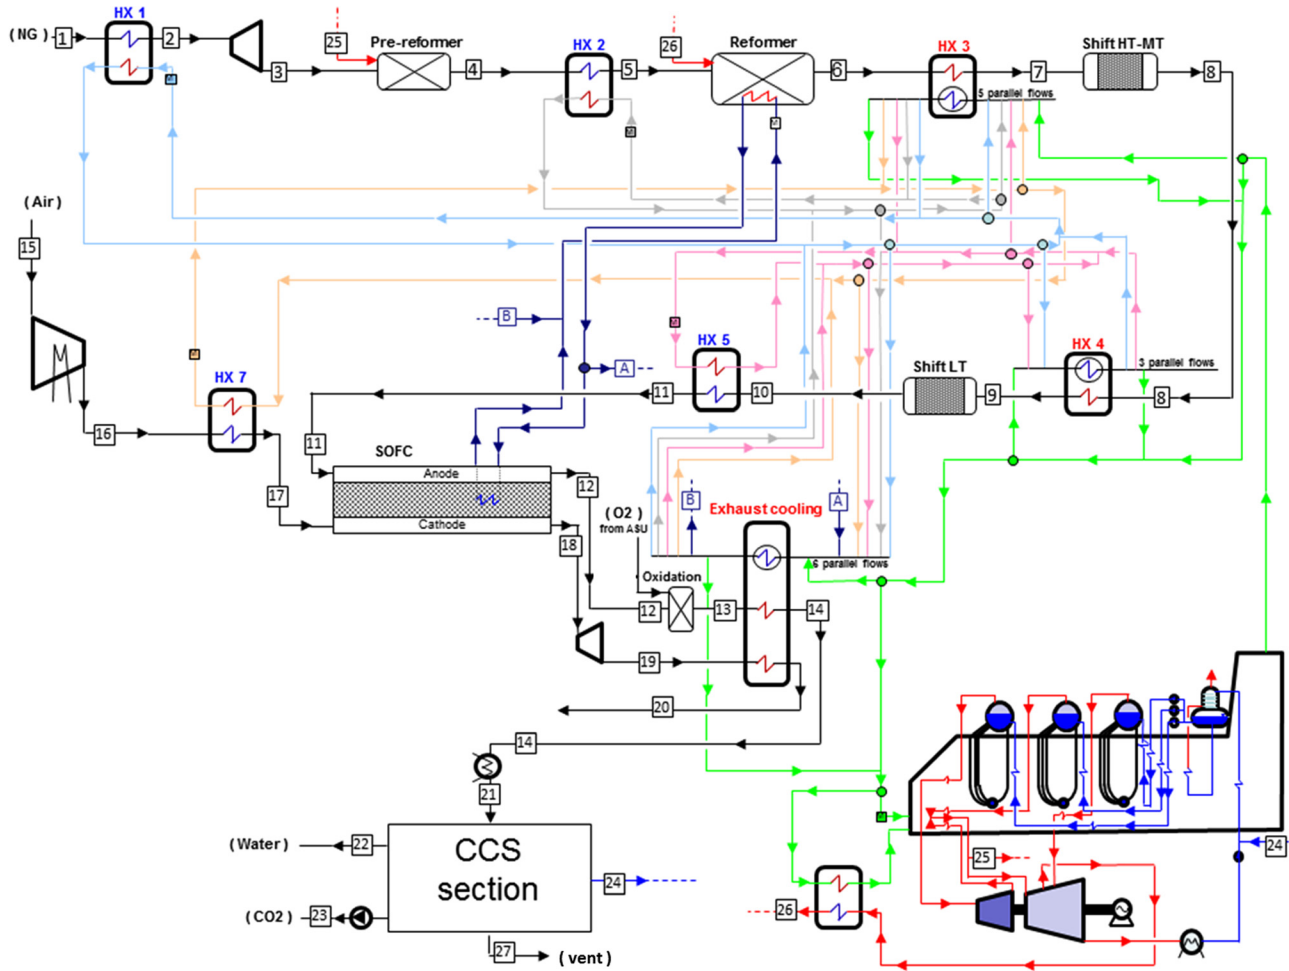 HX 1
(NG)
1
2
3
25
Pre-reformer
4
HX 2
5
26
Reformer
6
HX 3
7
Shift HT-MT
8
5 parallel flows
M
M
M
(Air)
15
B
A
M
M
M
HX 7
16
17
HX 5
11
10
Shift LT
9
HX 4
8
3 parallel flows
11
SOFC
Anode
Cathode
12
18
(O2)
from ASU
B
A
Exhaust cooling
6 parallel flows
Oxidation
12
13
14
19
20
14
21
(Water)
22
CCS
section
24
(CO2)
23
27
(vent)
M
25
26
24